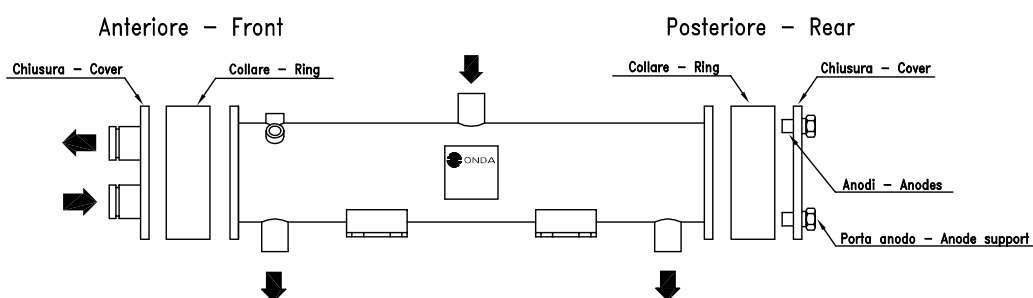 Anteriore - Front
Posteriore - Rear
Chiusura - Cover
Collare - Ring
Collare - Ring
Chiusura - Cover
ONDA
Anodi - Anodes
Porta anodo - Anode support